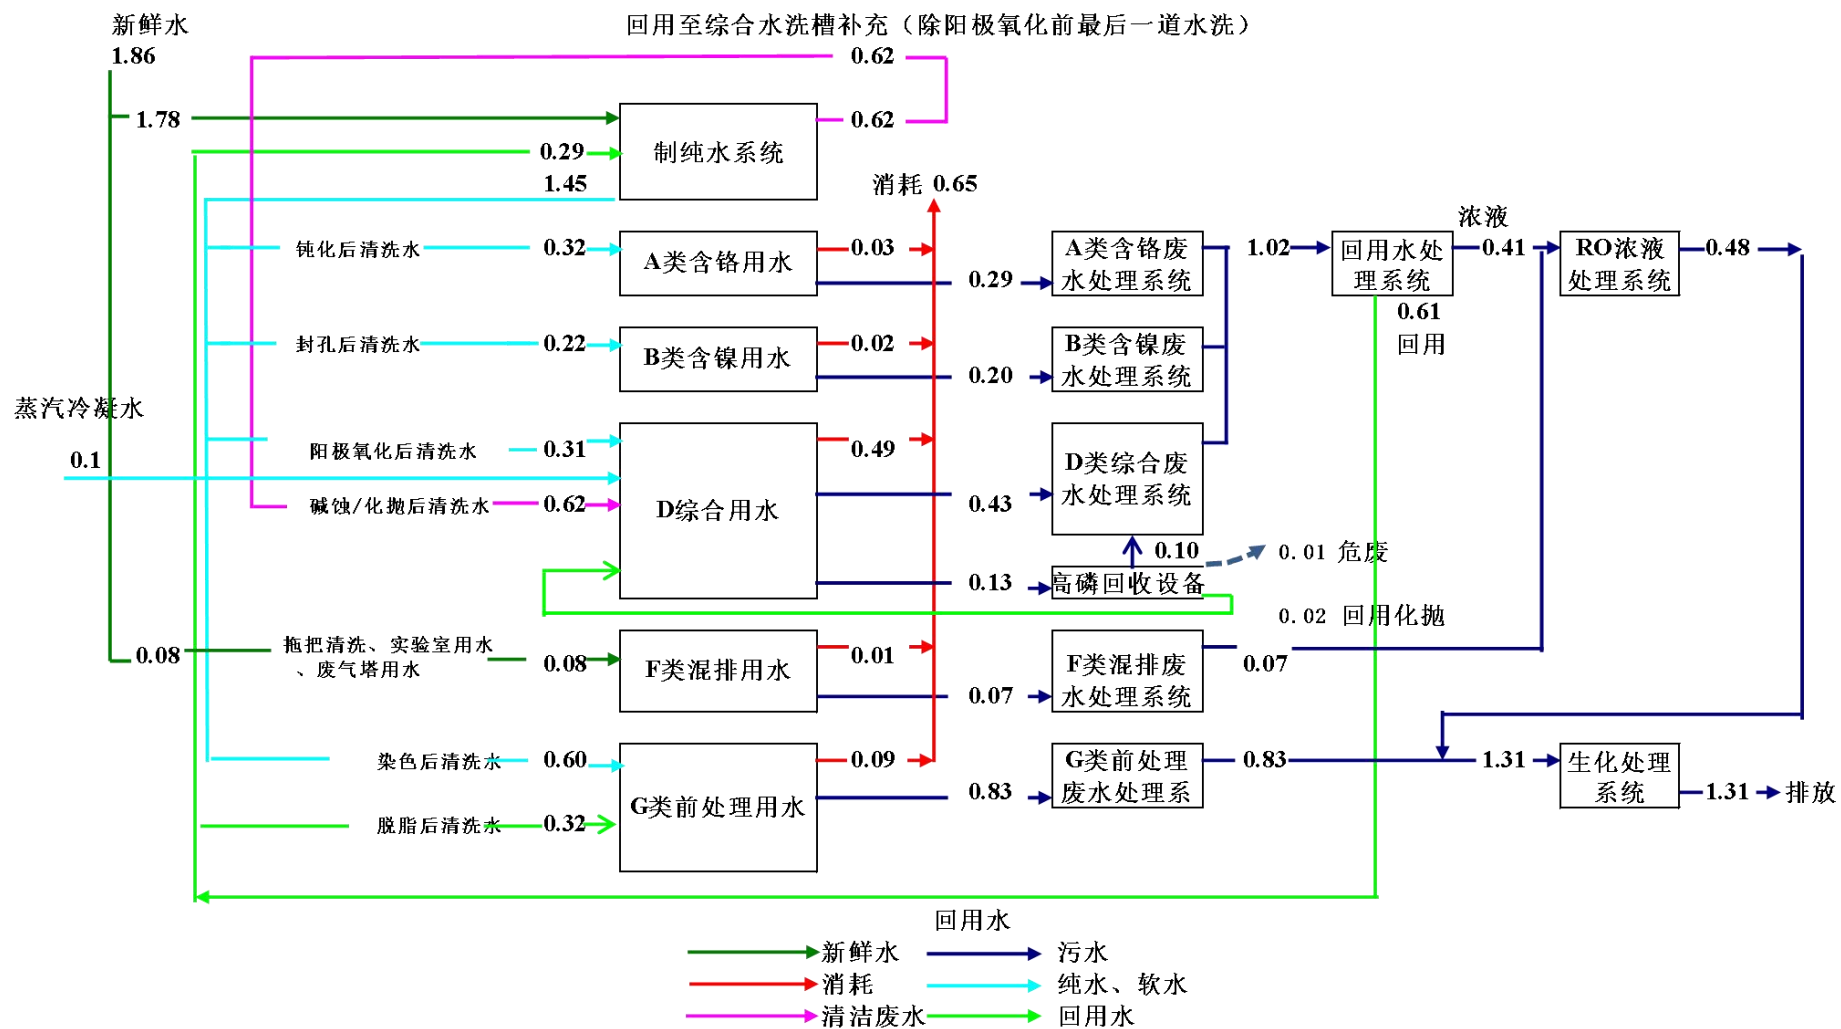 新鲜水
回用至综合水洗槽补充（除阳极氧化前最后一道水洗）
1.86
0.62
1.78
0.62
制纯水系统
0.29
1.45
消耗 0.65
浓液
钝化后清洗水
0.32
A类含铬用水
0.03
0.29
A类含铬废
水处理系统
1.02
回用水处
理系统
0.41
RO浓液
处理系统
0.48
0.61
回用
封孔后清洗水
0.22
B类含镍用水
0.02
0.20
B类含镍废
水处理系统
蒸汽冷凝水
0.1
阳极氧化后清洗水
0.31
0.49
D类综合废
水处理系统
碱蚀/化抛后清洗水
0.62
D综合用水
0.43
0.10
0.01 危废
0.13
高磷回收设备
0.02 回用化抛
0.08
拖把清洗、实验室用水
、废气塔用水
0.08
F类混排用水
0.01
0.07
F类混排废
水处理系统
0.07
染色后清洗水
0.60
0.09
G类前处理用水
0.83
G类前处理
废水处理系
0.83
1.31
生化处理
系统
1.31
排放
脱脂后清洗水
0.32
回用水
新鲜水
污水
消耗
纯水、软水
清洁废水
回用水